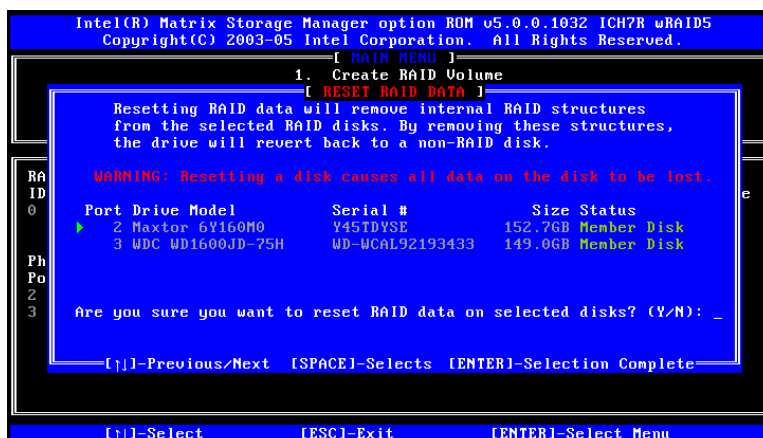 Intel(R) Matrix Storage Manager option ROM v5.0.0.1032 ICH7R wRAID5
Copyright(C) 2003-05 Intel Corporation. All Rights Reserved.
[ MAIN MENU ]
1. Create RAID Volume
[ RESET RAID DATA ]
Resetting RAID data will remove internal RAID structures
from the selected RAID disks. By removing these structures,
the drive will revert back to a non-RAID disk.
RA
WARNING: Resetting a disk causes all data on the disk to be lost.
ID
e
0
Port Drive Model Serial # Size Status
2 Maxtor 6Y160M0 Y45TDYSE 152.7GB Member Disk
3 WDC WD1600JD-75H WD-WCAL92193433 149.0GB Member Disk
Ph
Po
2
3
Are you sure you want to reset RAID data on selected disks? (Y/N): _
[↑↓]-Previous/Next [SPACE]-Selects [ENTER]-Selection Complete
[↑↓]-Select [ESC]-Exit [ENTER]-Select Menu